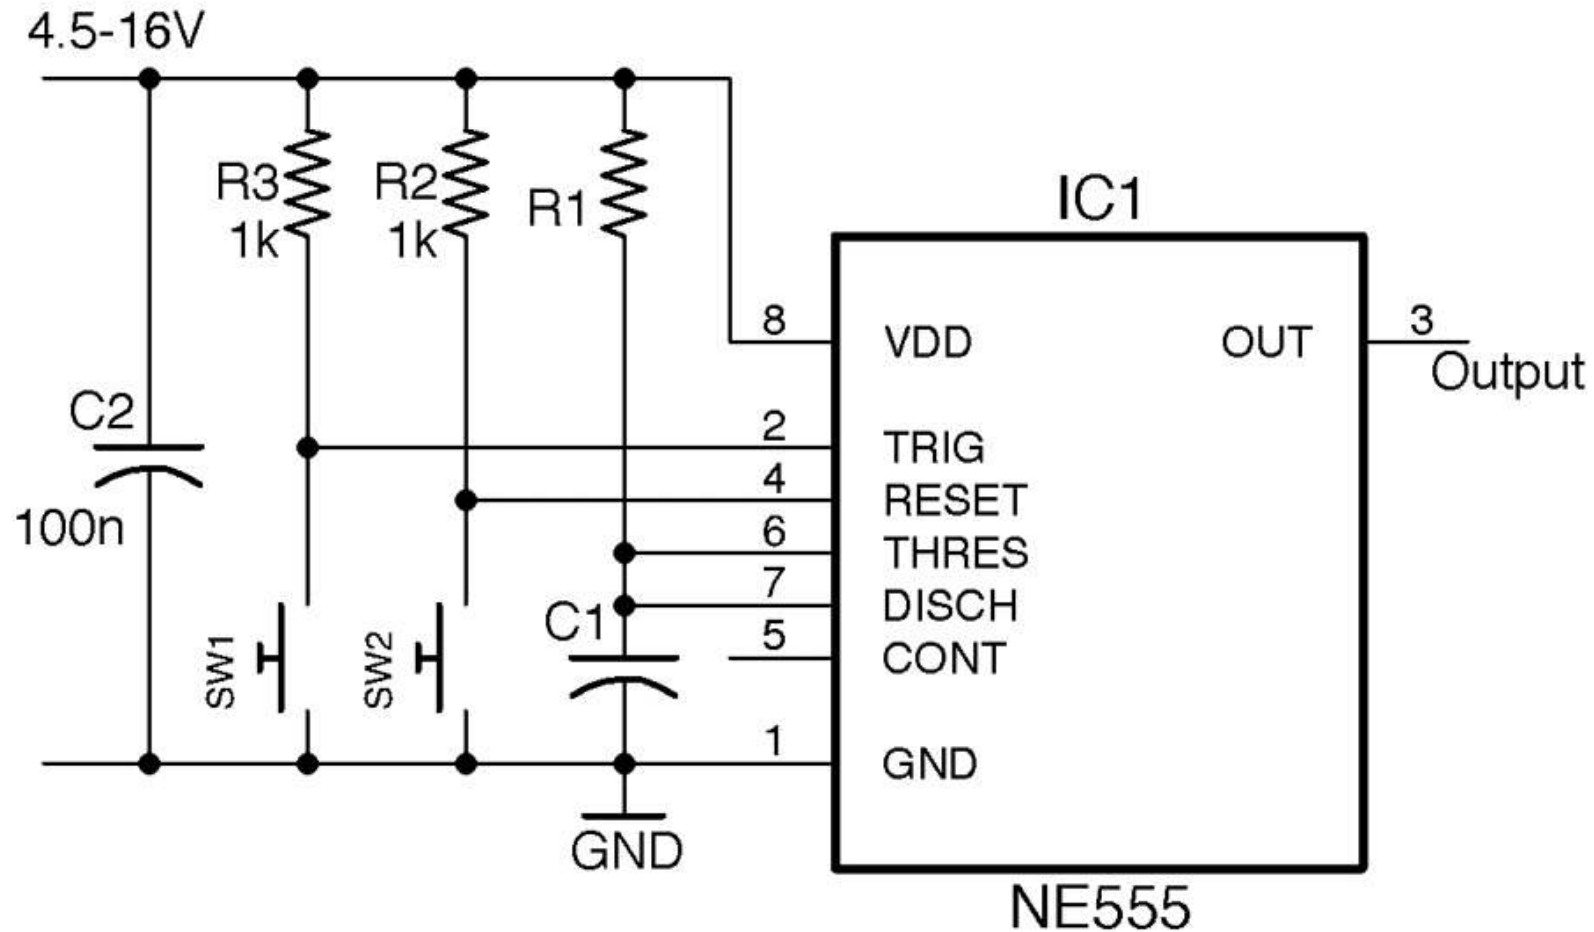 4.5-16V
R3
1k
R2
1k
R1
IC1
8
VDD
OUT
3
Output
C2
100n
2
TRIG
4
RESET
6
THRES
7
DISCH
5
CONT
SW1
SW2
C1
1
GND
GND
NE555